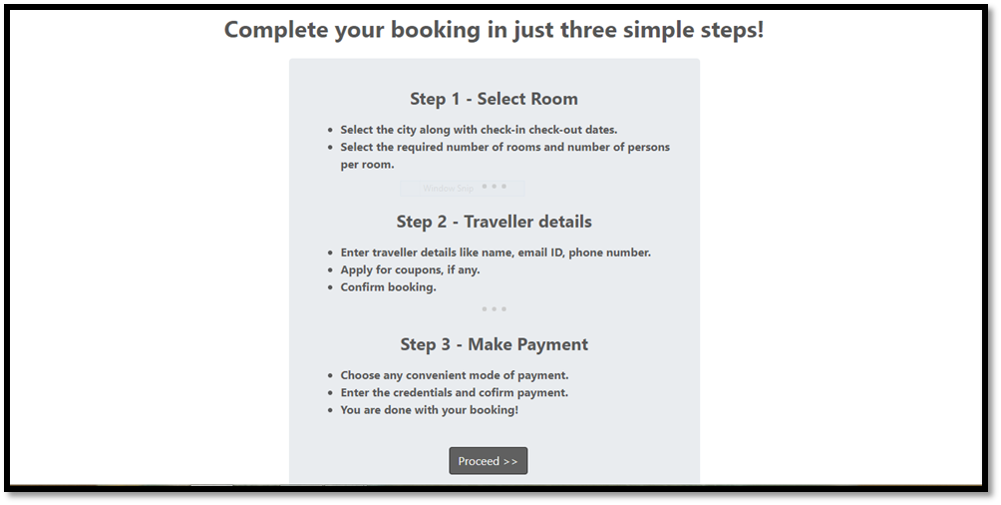 Complete your booking in just three simple steps!
Step 1 - Select Room
• Select the city along with check-in check-out dates.
• Select the required number of rooms and number of persons
per room.
Window Snip
Step 2 - Traveller details
• Enter traveller details like name, email ID, phone number.
• Apply for coupons, if any.
• Confirm booking.
Step 3 - Make Payment
• Choose any convenient mode of payment.
• Enter the credentials and cofirm payment.
• You are done with your booking!
Proceed >>